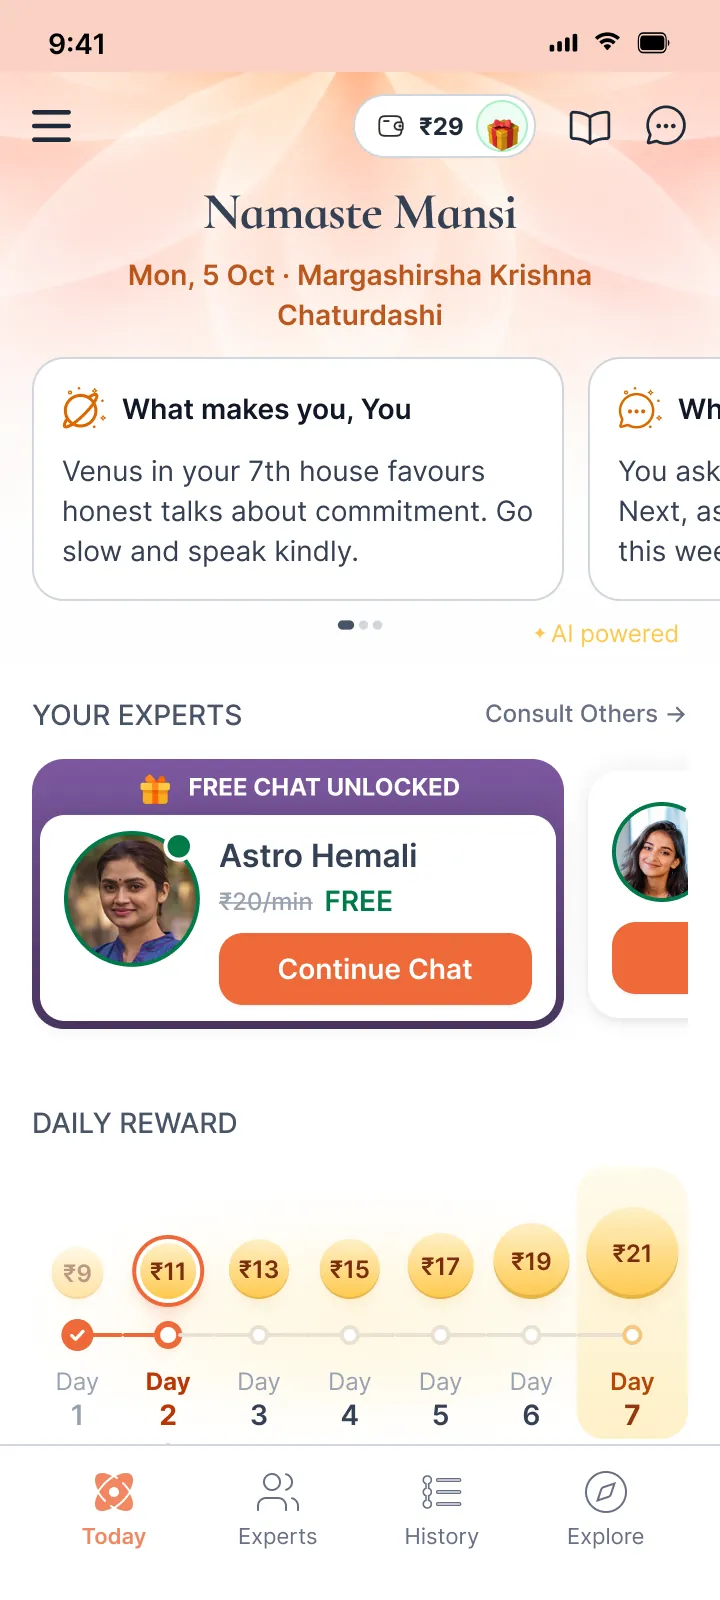 9:41
₹29
Namaste Mansi
Mon, 5 Oct · Margashirsha Krishna
Chaturdashi
What makes you, You
Venus in your 7th house favours
honest talks about commitment. Go
slow and speak kindly.
Wh
You ask
Next, as
this wee
AI powered
YOUR EXPERTS
Consult Others →
FREE CHAT UNLOCKED
Astro Hemali
₹20/min FREE
Continue Chat
DAILY REWARD
₹9 ₹11 ₹13 ₹15 ₹17 ₹19 ₹21
Day Day Day Day Day Day Day
1 2 3 4 5 6 7
Today Experts History Explore